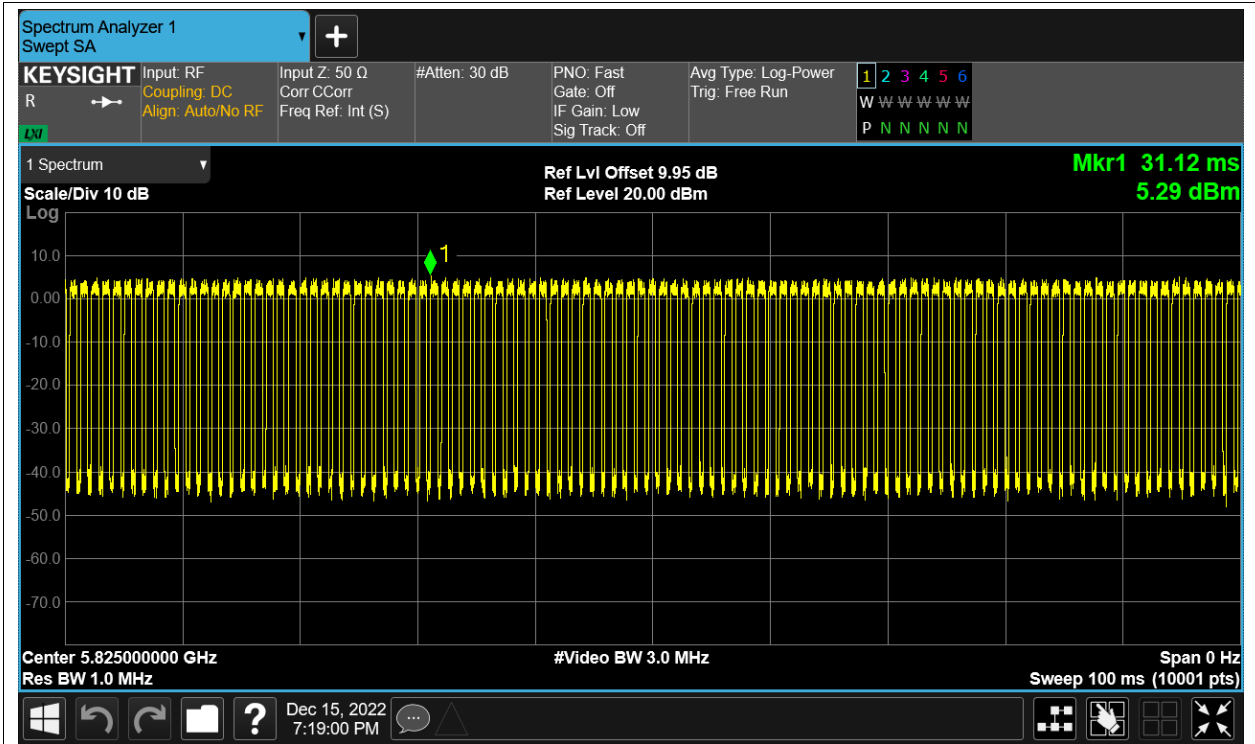 Spectrum Analyzer 1
Swept SA
+
KEYSIGHT Input: RF Input Z: 50 Ω #Atten: 30 dB PNO: Fast Avg Type: Log-Power 1 2 3 4 5 6
R Coupling: DC Corr CCorr Gate: Off Trig: Free Run W W W W W W
Align: Auto/No RF Freq Ref: Int (S) IF Gain: Low
LXI Sig Track: Off P N N N N N
1 Spectrum
Ref Lvl Offset 9.95 dB Mkr1 31.12 ms
Scale/Div 10 dB Ref Level 20.00 dBm 5.29 dBm
Log
1
10.0
0.00
-10.0
-20.0
-30.0
-40.0
-50.0
-60.0
-70.0
Center 5.825000000 GHz #Video BW 3.0 MHz Span 0 Hz
Res BW 1.0 MHz Sweep 100 ms (10001 pts)
? Dec 15, 2022
7:19:00 PM